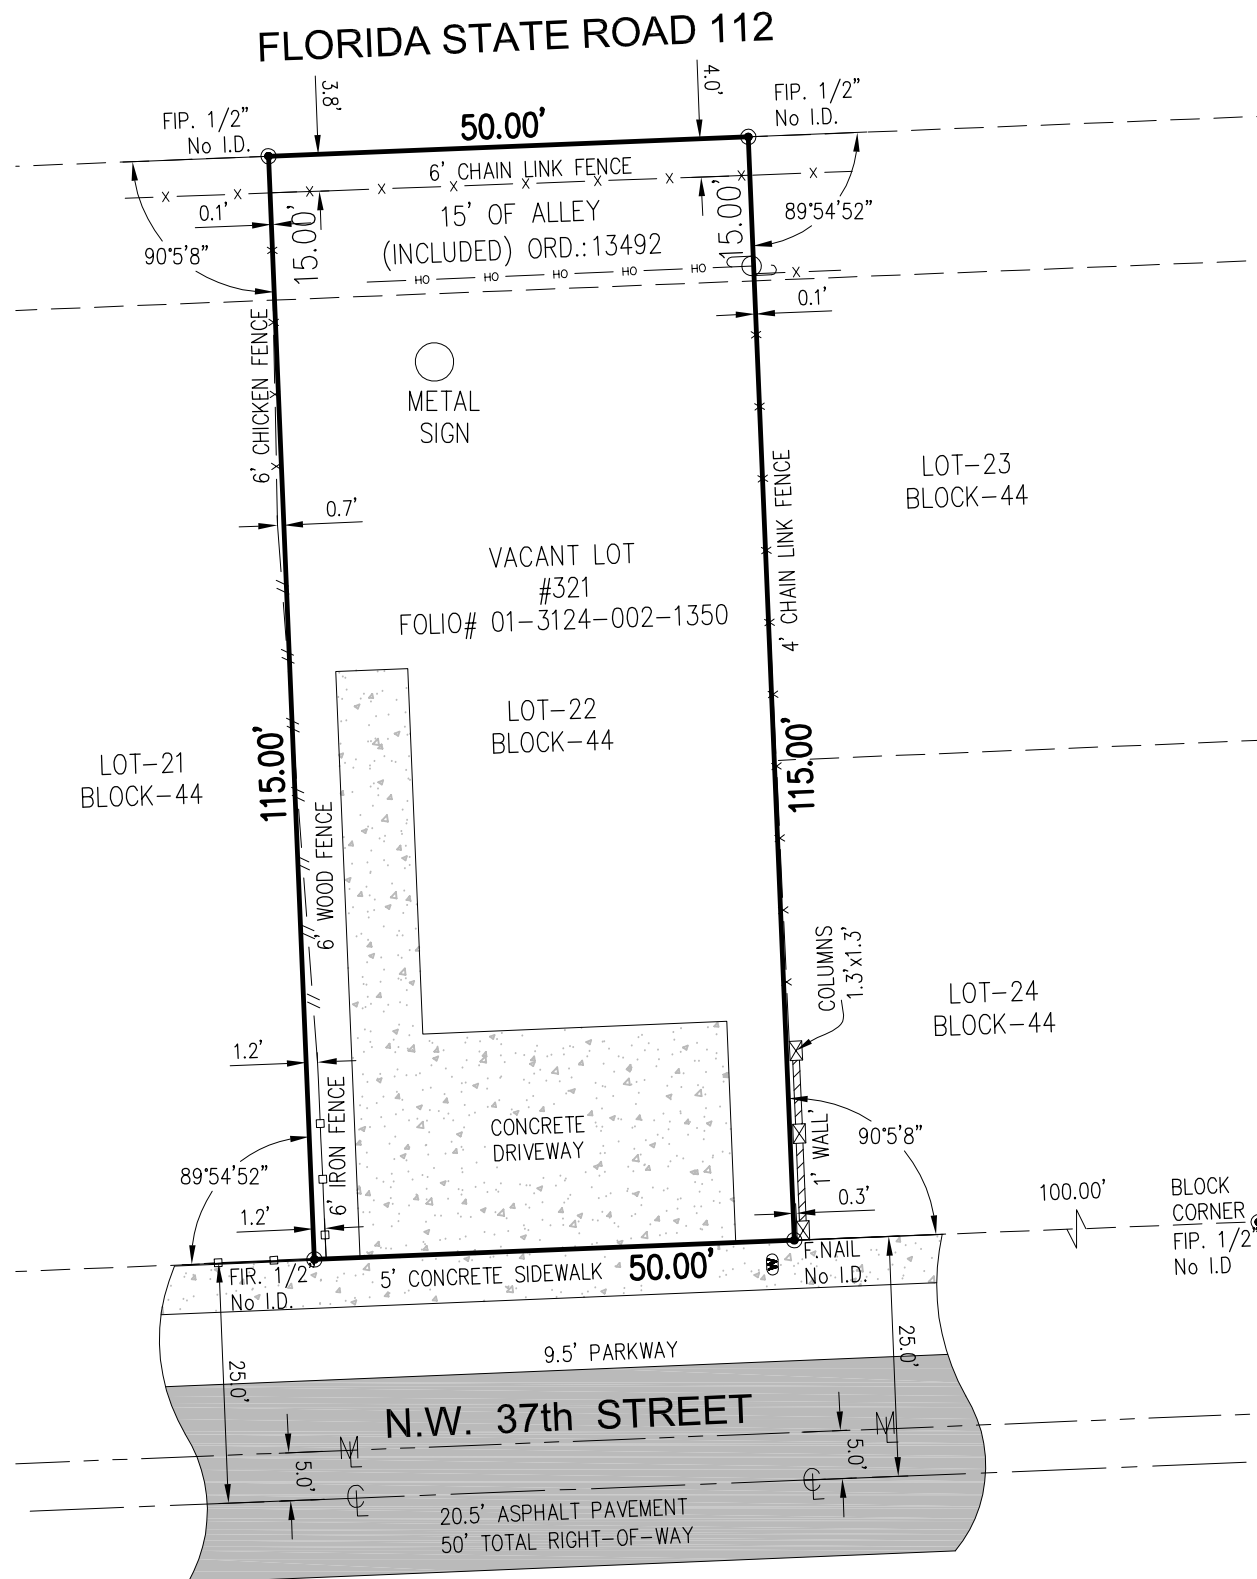 FLORIDA STATE ROAD 112
3.8'
4.0'
FIP. 1/2"
No I.D.
FIP. 1/2"
No I.D.
50.00'
6' CHAIN LINK FENCE
0.1'
15.00'
15' OF ALLEY
(INCLUDED) ORD.:13492
15.00'
89°54'52"
90°5'8"
HO HO HO HO HO
0.1'
6' CHICKEN FENCE
METAL
SIGN
0.7'
4' CHAIN LINK FENCE
LOT-23
BLOCK-44
VACANT LOT
#321
FOLIO# 01-3124-002-1350
LOT-22
BLOCK-44
LOT-21
BLOCK-44
115.00'
115.00'
6' WOOD FENCE
COLUMNS
1.3'x1.3'
LOT-24
BLOCK-44
1.2'
6' IRON FENCE
CONCRETE
DRIVEWAY
1' WALL'
90°5'8"
89°54'52"
1.2'
0.3'
100.00'
BLOCK
CORNER
FIP. 1/2"
No I.D
FIR. 1/2"
No I.D.
5' CONCRETE SIDEWALK
50.00'
W
F.NAIL
No I.D.
25.0'
25.0'
9.5' PARKWAY
N.W. 37th STREET
ML
ML
5.0'
5.0'
CL
CL
20.5' ASPHALT PAVEMENT
50' TOTAL RIGHT-OF-WAY